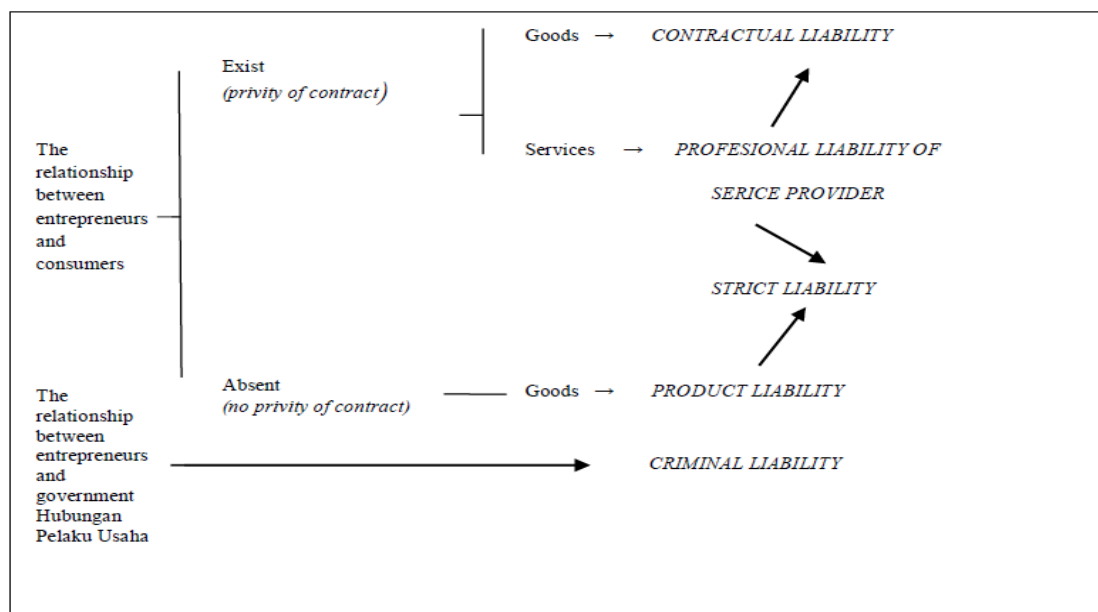 Goods → CONTRACTUAL LIABILITY
Exist
(privity of contract)
The
relationship
between
entrepreneurs
and
consumers
Services → PROFESIONAL LIABILITY OF
SERICE PROVIDER
STRICT LIABILITY
Absent
(no privity of contract)
Goods → PRODUCT LIABILITY
The
relationship
between
entrepreneurs
and
government
Hubungan
Pelaku Usaha
CRIMINAL LIABILITY